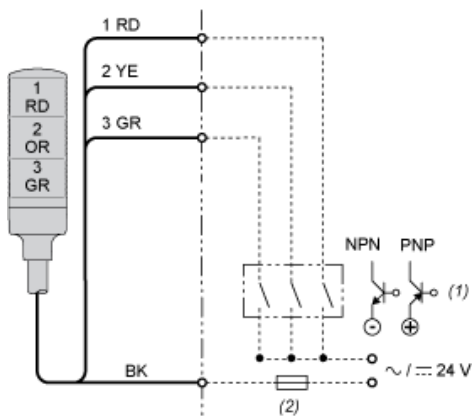 1 RD
2 YE
3 GR
1
RD
2
OR
3
GR
NPN PNP
(1)
- +
BK
~ / ⎓ 24 V
(2)